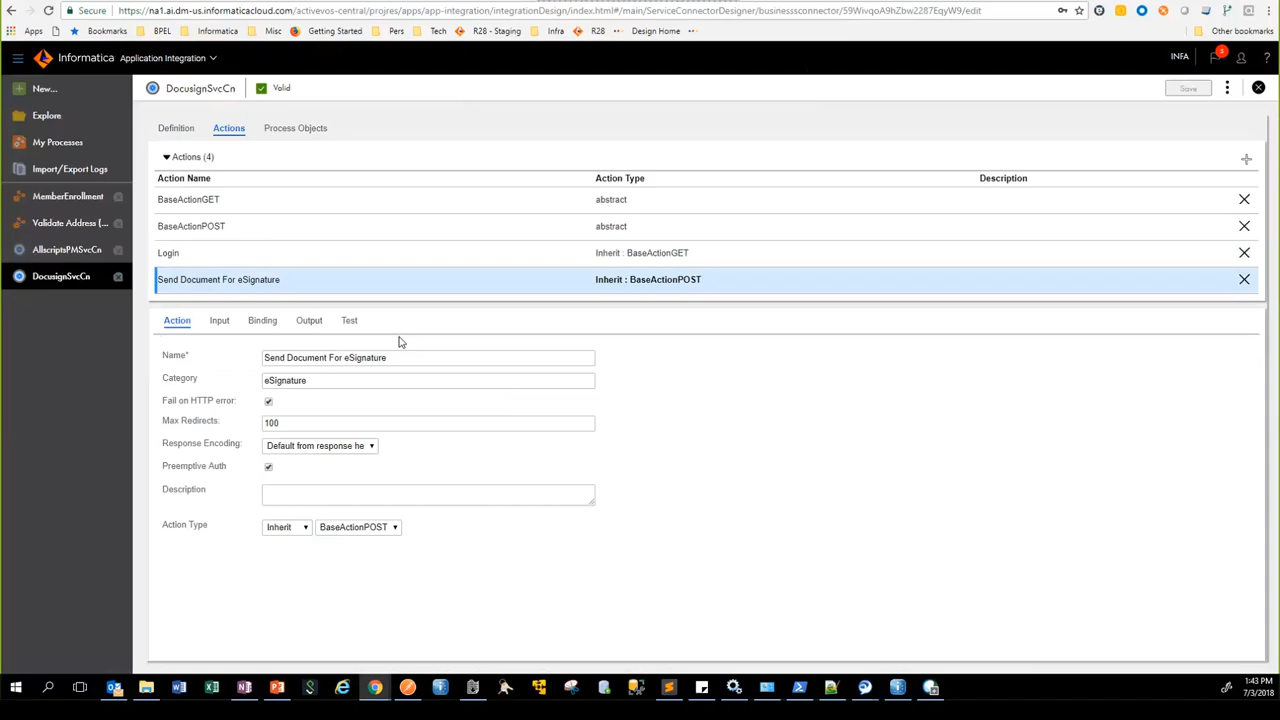 Secure https://na1.ai.dm-us.informaticacloud.com/activevos-central/projres/apps/app-integration/integrationDesign/index.html#/main/ServiceConnectorDesigner/businessconnector/59WivqoA9hZbw2287EqyW9/edit
Apps Bookmarks BPEL Informatica Misc Getting Started Pers Tech R28 - Staging Infra R28 Design Home Other bookmarks
Informatica Application Integration INFA
New...
Explore
My Processes
Import/Export Logs
MemberEnrollment
Validate Address (...
AllscriptsPMSvcCn
DocusignSvcCn
DocusignSvcCn Valid Save
Definition Actions Process Objects
Actions (4)
Action Name Action Type Description
BaseActionGET abstract
BaseActionPOST abstract
Login Inherit : BaseActionGET
Send Document For eSignature Inherit : BaseActionPOST
Action Input Binding Output Test
Name* Send Document For eSignature
Category eSignature
Fail on HTTP error:
Max Redirects: 100
Response Encoding: Default from response he
Preemptive Auth
Description
Action Type Inherit BaseActionPOST
1:43 PM
7/3/2018